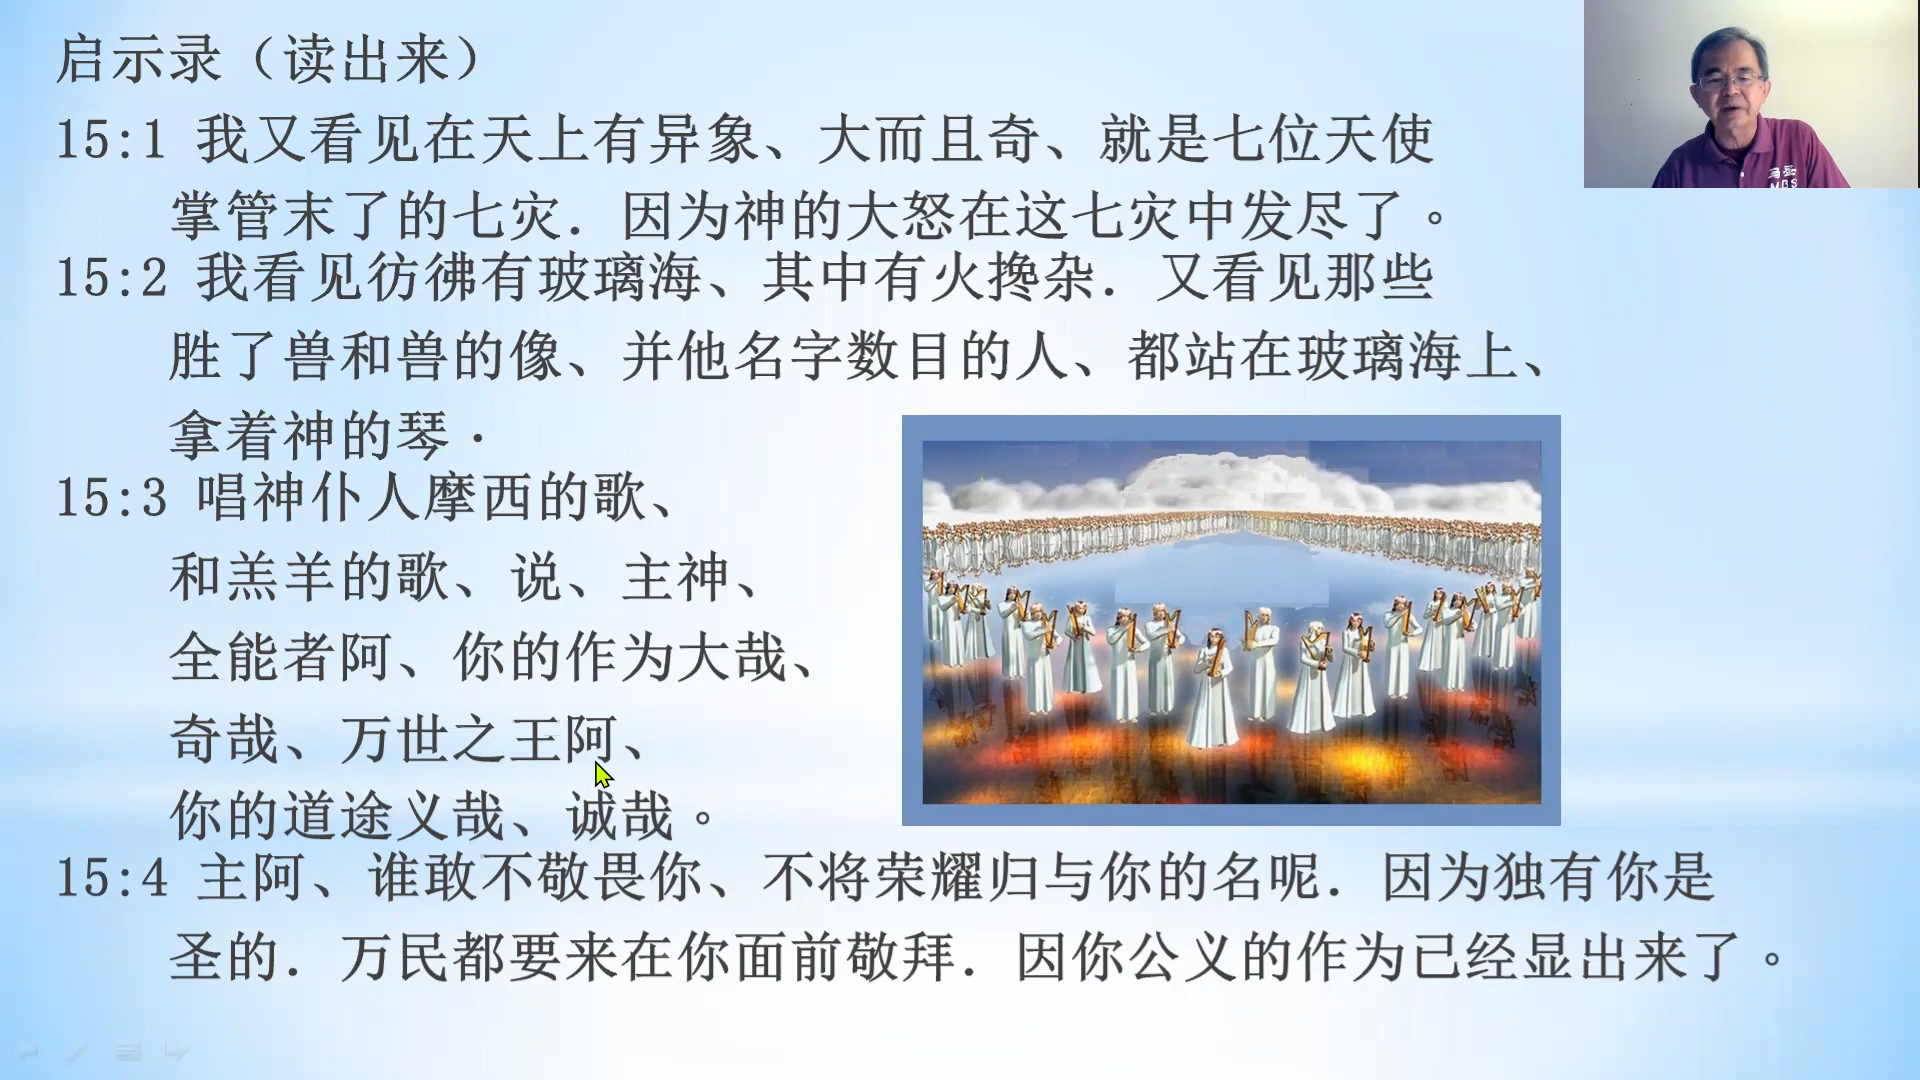 启示录（读出来）
15:1 我又看见在天上有异象、大而且奇、就是七位天使
掌管末了的七灾．因为神的大怒在这七灾中发尽了。
15:2 我看见彷彿有玻璃海、其中有火搀杂．又看见那些
胜了兽和兽的像、并他名字数目的人、都站在玻璃海上、
拿着神的琴．
15:3 唱神仆人摩西的歌、
和羔羊的歌、说、主神、
全能者阿、你的作为大哉、
奇哉、万世之王阿、
你的道途义哉、诚哉。
15:4 主阿、谁敢不敬畏你、不将荣耀归与你的名呢．因为独有你是
圣的．万民都要来在你面前敬拜．因你公义的作为已经显出来了。